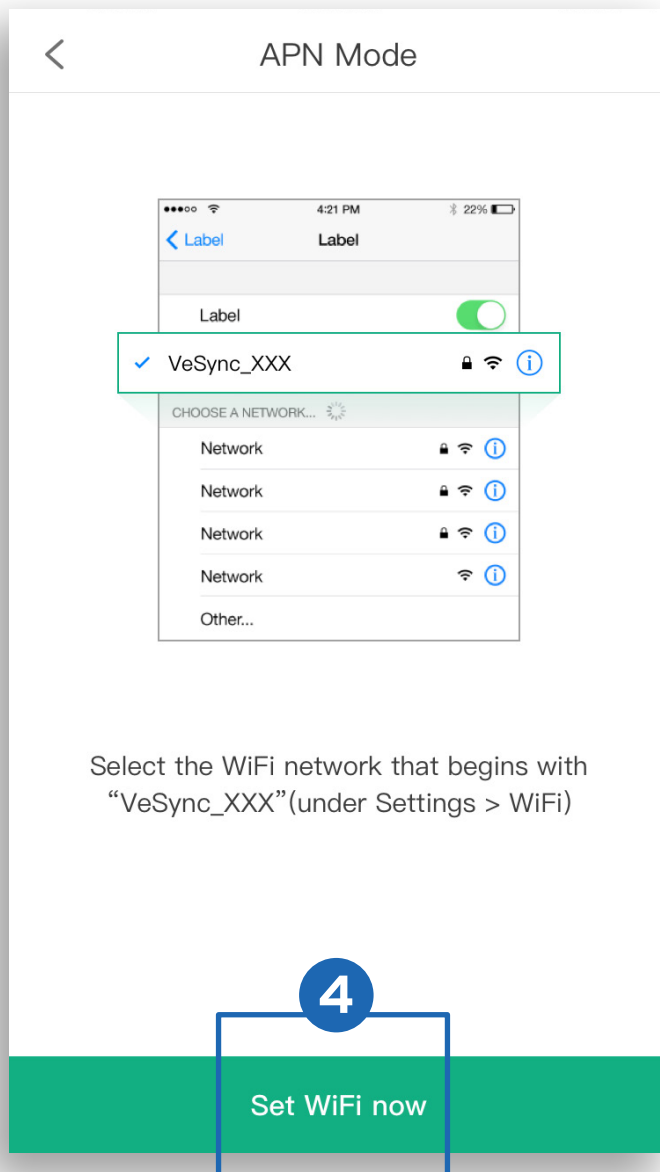 APN Mode
4:21 PM
22%
Label
Label
Label
VeSync_XXX
CHOOSE A NETWORK...
Network
Network
Network
Network
Other...
Select the WiFi network that begins with
“VeSync_XXX”(under Settings > WiFi)
4
Set WiFi now